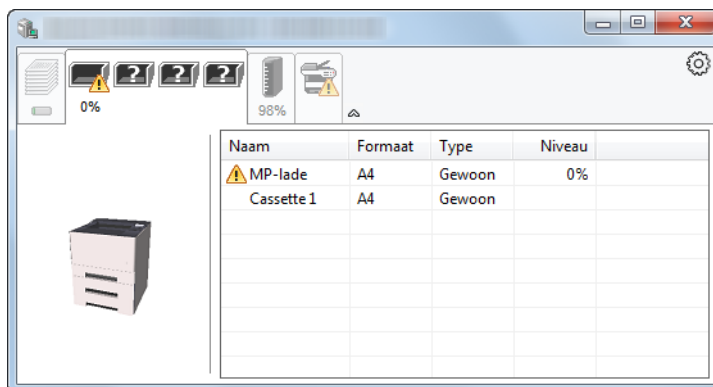 ? ? ?
0%
98%
Naam Formaat Type Niveau
MP-lade A4 Gewoon 0%
Cassette 1 A4 Gewoon